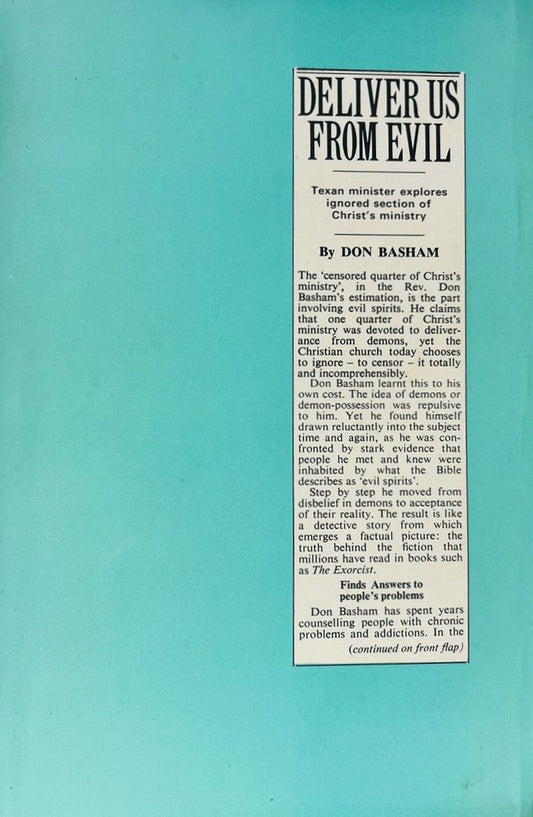 DELIVER US
FROM EVIL
Texan minister explores
ignored section of
Christ's ministry
By DON BASHAM
The 'censored quarter of Christ's
ministry', in the Rev. Don
Basham's estimation, is the part
involving evil spirits. He claims
that one quarter of Christ's
ministry was devoted to deliver-
ance from demons, yet the
Christian church today chooses
to ignore – to censor – it totally
and incomprehensibly.
Don Basham learnt this to his
own cost. The idea of demons or
demon-possession was repulsive
to him. Yet he found himself
drawn reluctantly into the subject
time and again, as he was con-
fronted by stark evidence that
people he met and knew were
inhabited by what the Bible
describes as 'evil spirits'.
Step by step he moved from
disbelief in demons to acceptance
of their reality. The result is like
a detective story from which
emerges a factual picture: the
truth behind the fiction that
millions have read in books such
as The Exorcist.
Finds Answers to
people's problems
Don Basham has spent years
counselling people with chronic
problems and addictions. In the
(continued on front flap)